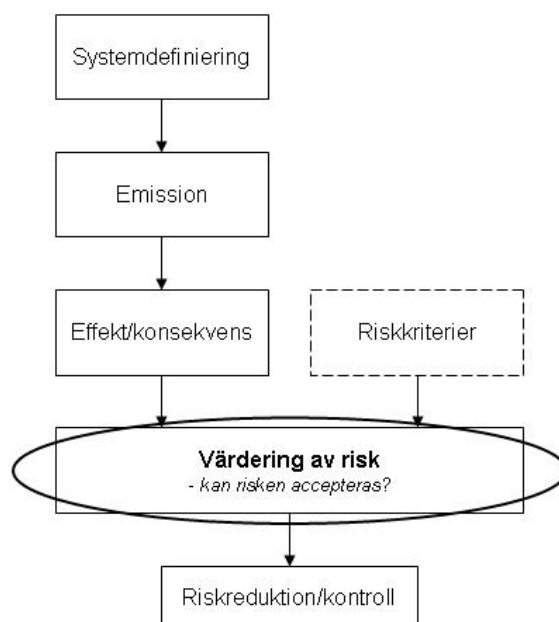 Systemdefiniering
Emission
Effekt/konsekvens
Riskkriterier
Värdering av risk
- kan risken accepteras?
Riskreduktion/kontroll